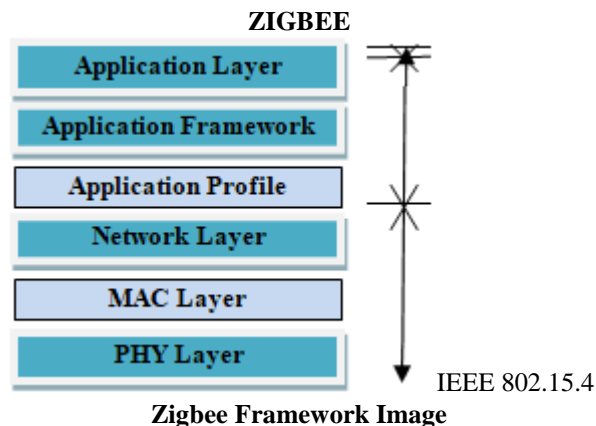 ZIGBEE
Application Layer
Application Framework
Application Profile
Network Layer
MAC Layer
PHY Layer
IEEE 802.15.4
Zigbee Framework Image